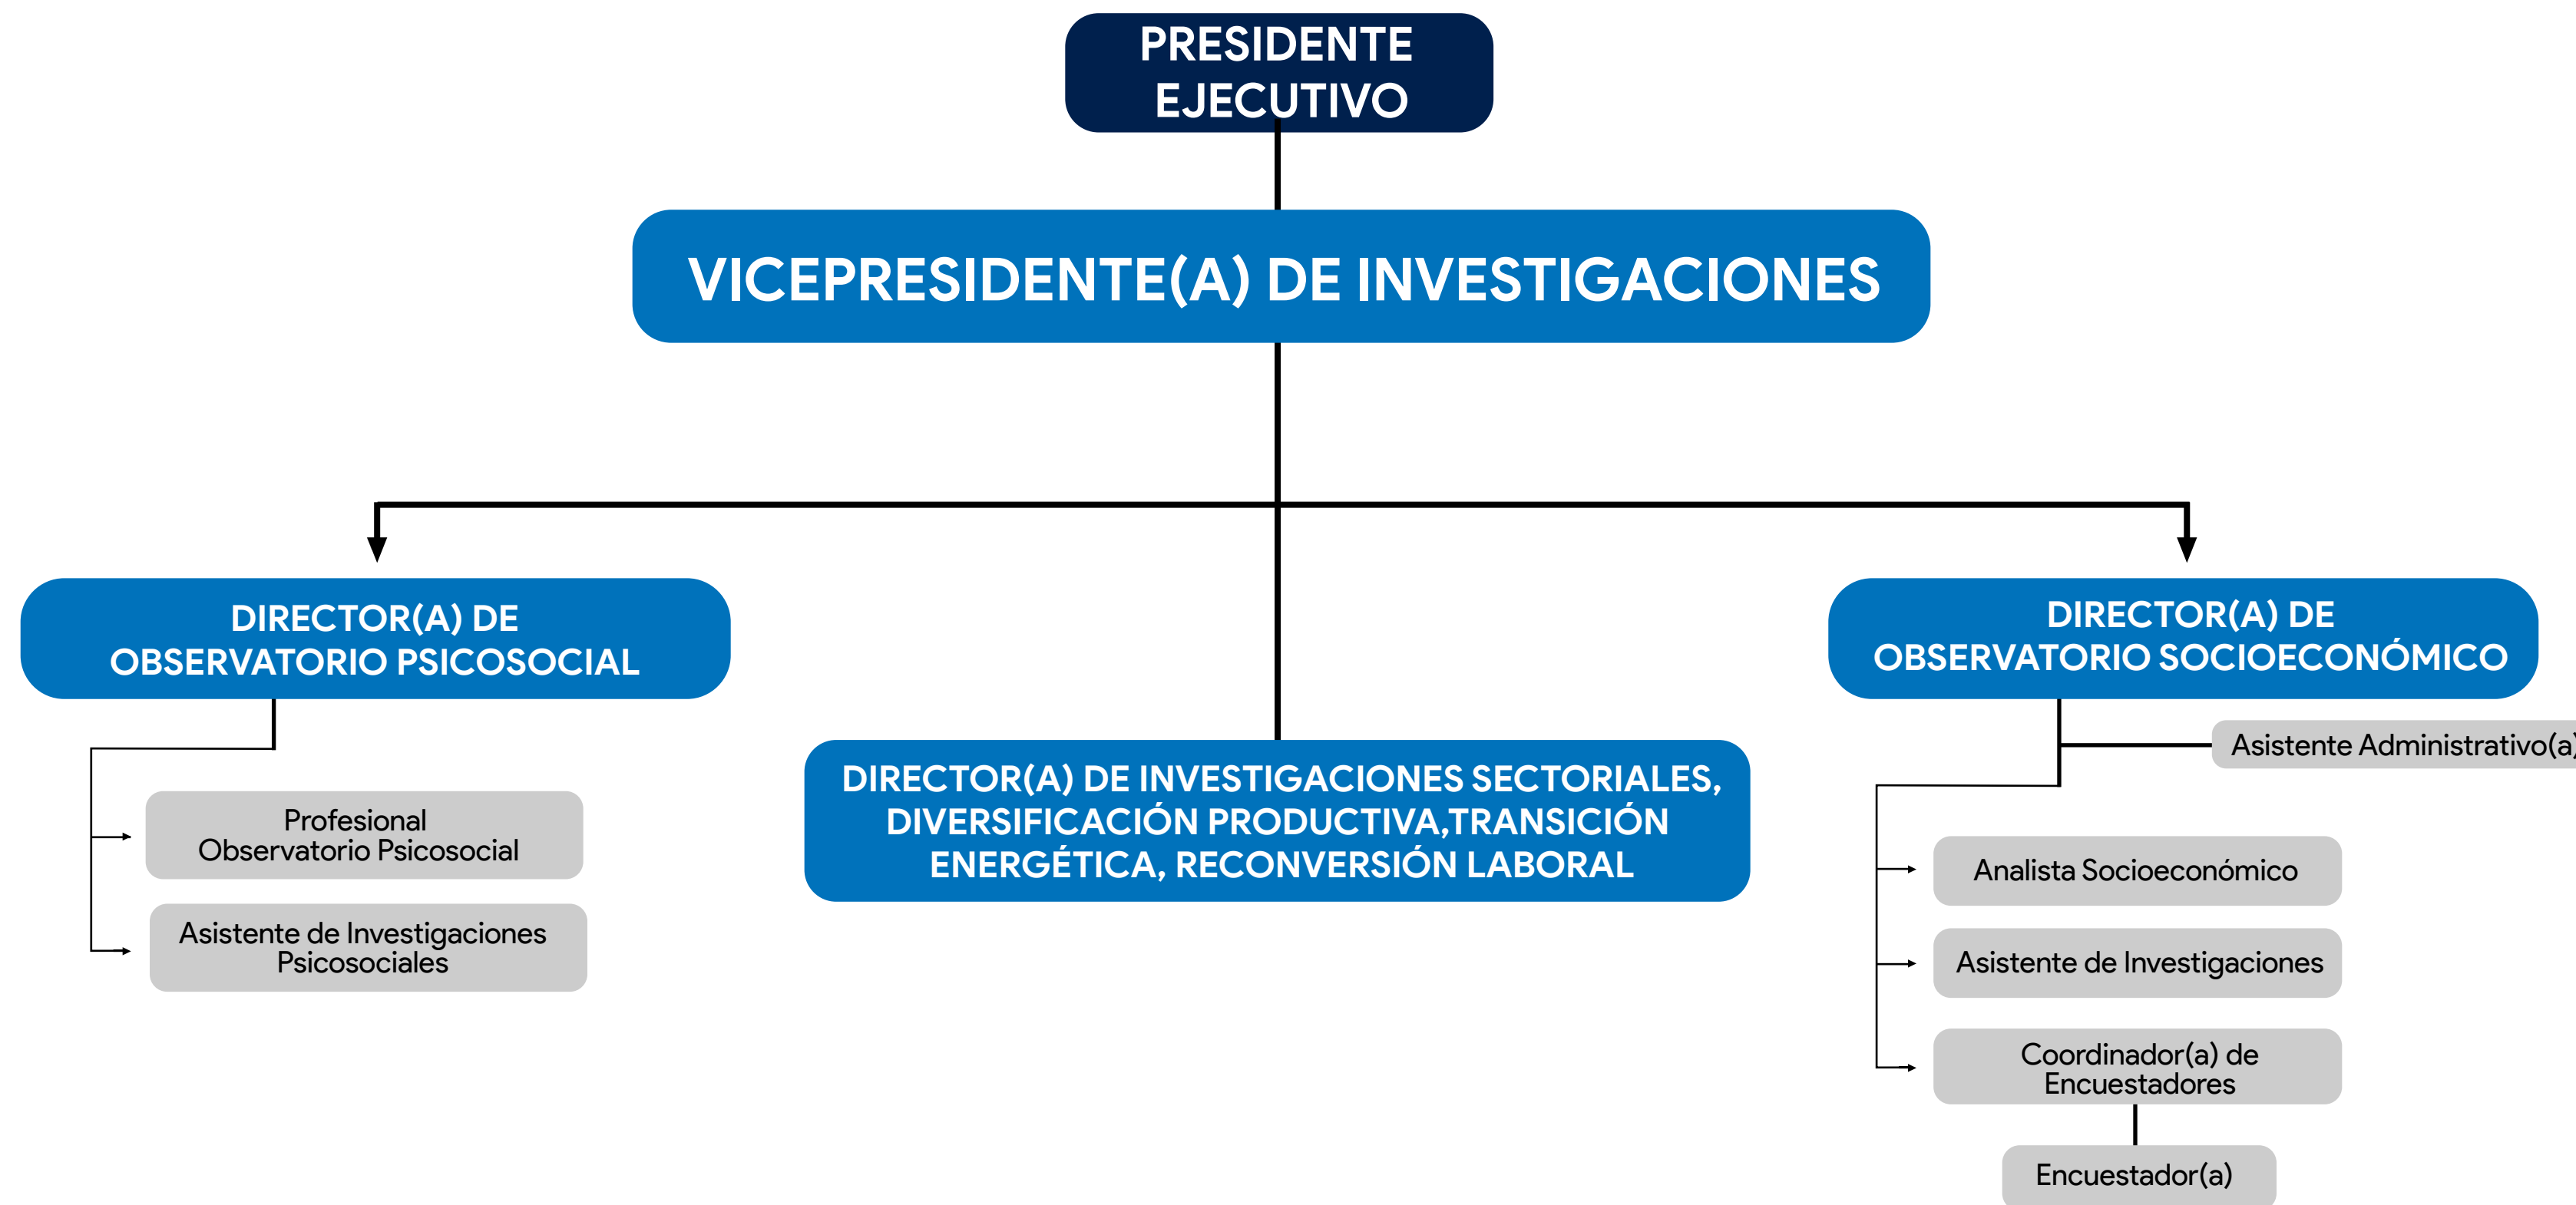 PRESIDENTE
EJECUTIVO
VICEPRESIDENTE(A) DE INVESTIGACIONES
DIRECTOR(A) DE
OBSERVATORIO PSICOSOCIAL
Profesional
Observatorio Psicosocial
Asistente de Investigaciones
Psicosociales
DIRECTOR(A) DE INVESTIGACIONES SECTORIALES,
DIVERSIFICACIÓN PRODUCTIVA,TRANSICIÓN
ENERGÉTICA, RECONVERSIÓN LABORAL
DIRECTOR(A) DE
OBSERVATORIO SOCIOECONÓMICO
Asistente Administrativo(a)
Analista Socioeconómico
Asistente de Investigaciones
Coordinador(a) de
Encuestadores
Encuestador(a)